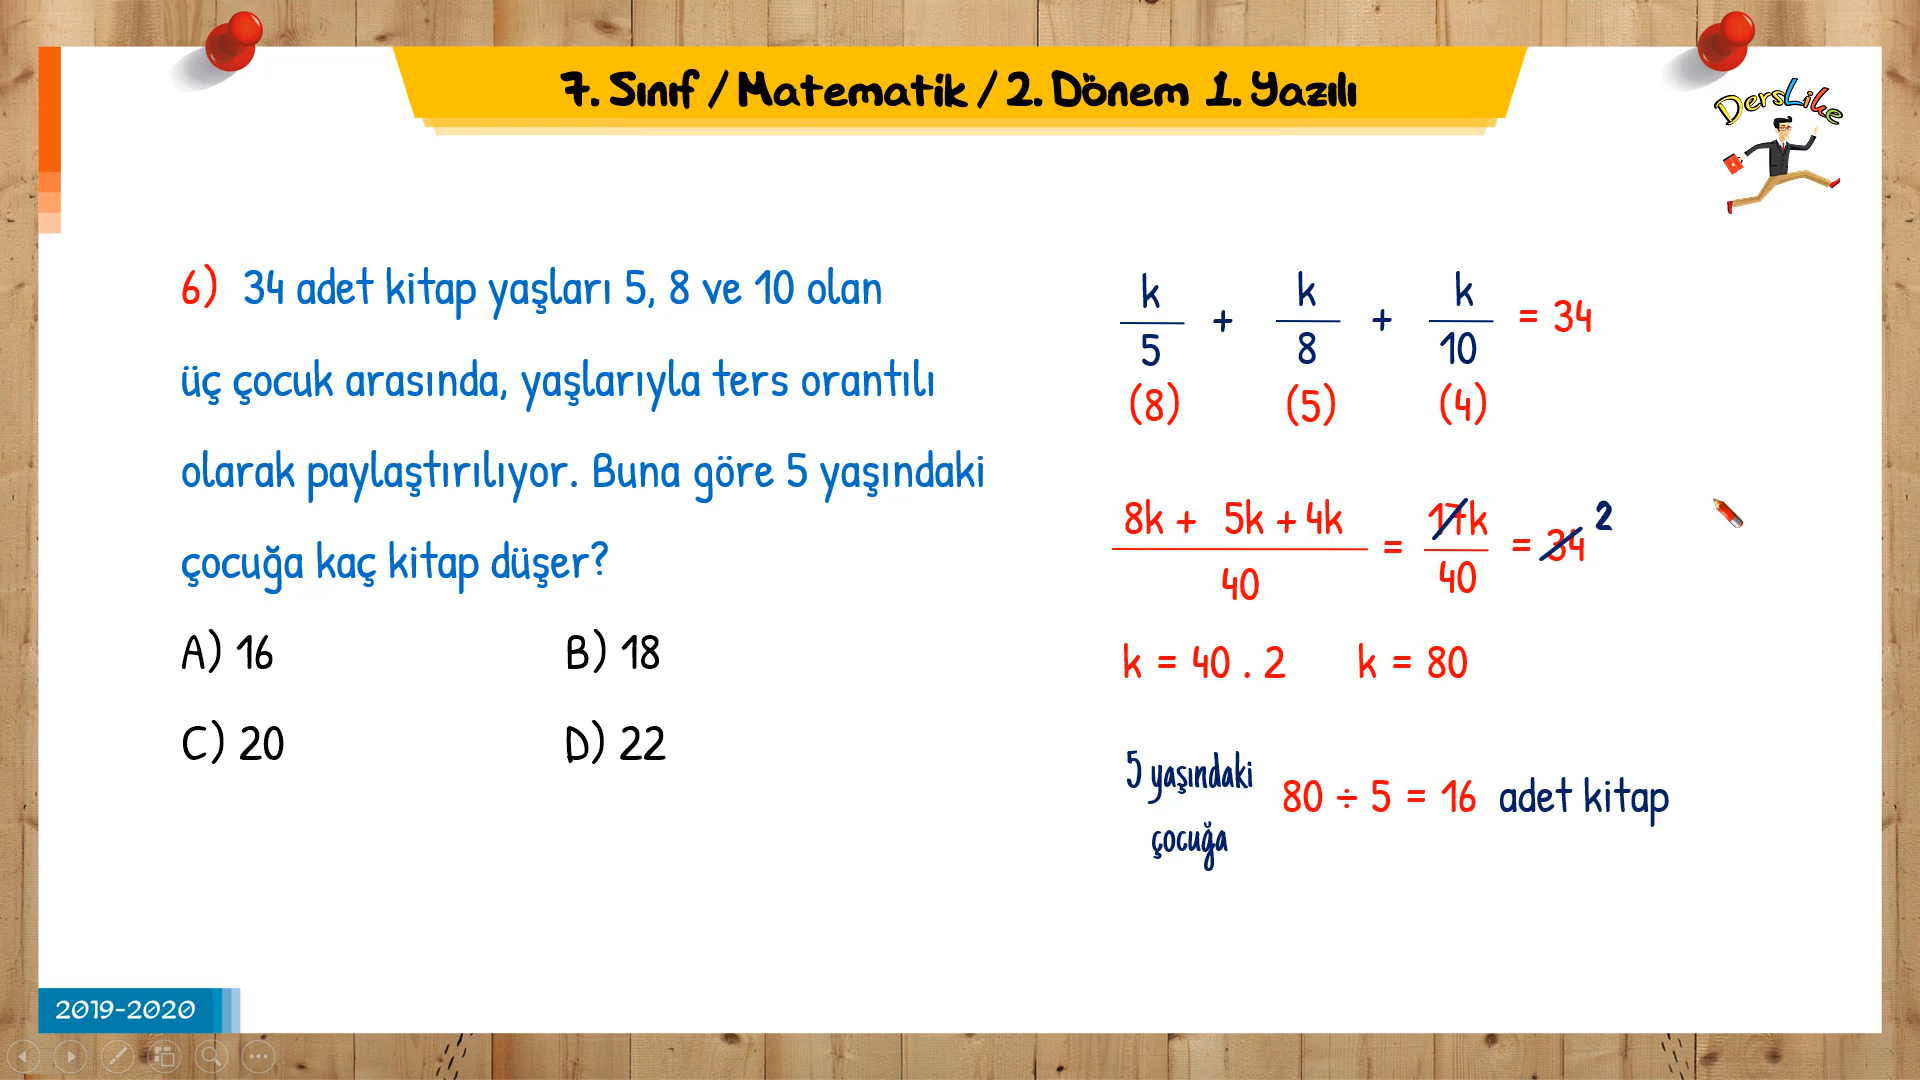 7. Sınıf / Matematik / 2. Dönem 1. Yazılı
DersLike
6) 34 adet kitap yaşları 5, 8 ve 10 olan
üç çocuk arasında, yaşlarıyla ters orantılı
olarak paylaştırılıyor. Buna göre 5 yaşındaki
çocuğa kaç kitap düşer?
A) 16 B) 18
C) 20 D) 22
k/5 + k/8 + k/10 = 34
(8) (5) (4)
8k + 5k + 4k / 40 = 17k / 40 = 34 2
k = 40 . 2 k = 80
5 yaşındaki
çocuğa
80 ÷ 5 = 16 adet kitap
2019-2020